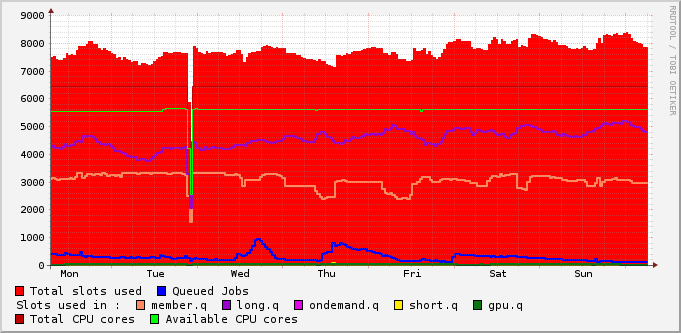 9000
8000
7000
6000
5000
4000
3000
2000
1000
0
Mon Tue Wed Thu Fri Sat Sun
Total slots used Queued Jobs
Slots used in : member.q long.q ondemand.q short.q gpu.q
Total CPU cores Available CPU cores
RRDTOOL / TOBI OETIKER